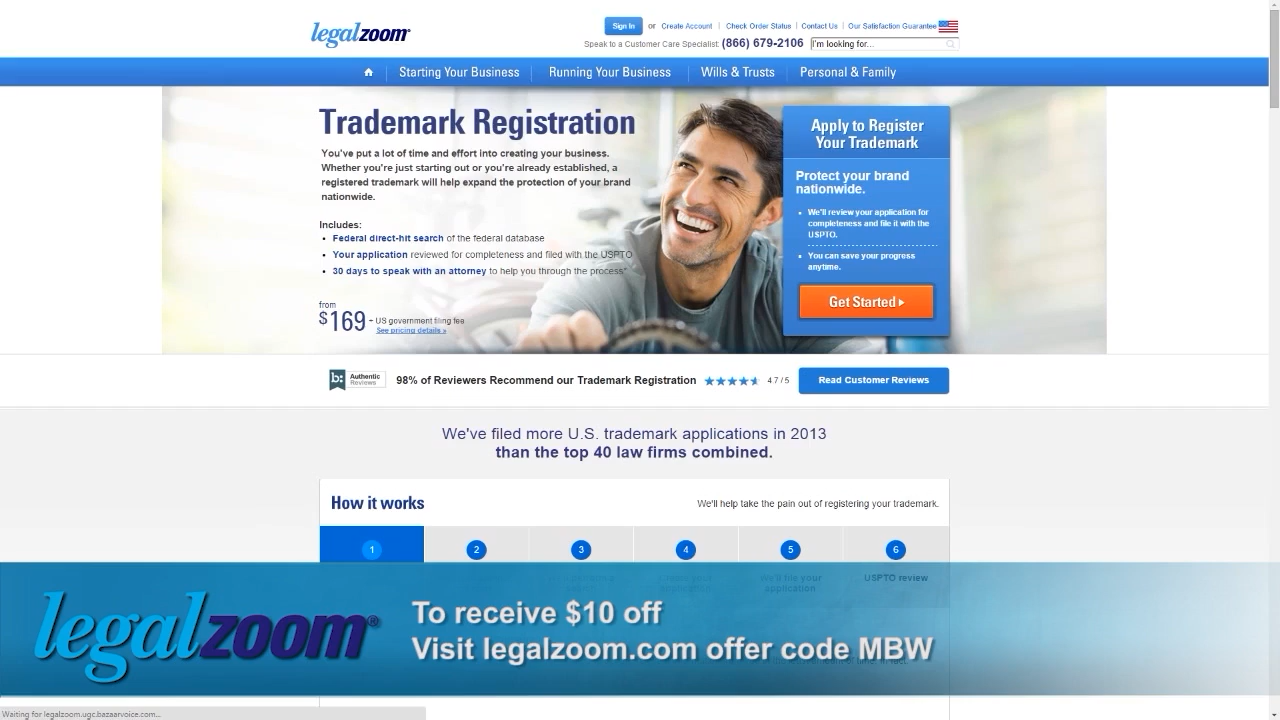 legalzoom
Sign In or Create Account | Check Order Status | Contact Us | Our Satisfaction Guarantee
Speak to a Customer Care Specialist: (866) 679-2106 I'm looking for...
Starting Your Business Running Your Business Wills & Trusts Personal & Family
Trademark Registration
You've put a lot of time and effort into creating your business.
Whether you're just starting out or you're already established, a
registered trademark will help expand the protection of your brand
nationwide.
Includes:
• Federal direct-hit search of the federal database
• Your application reviewed for completeness and filed with the USPTO
• 30 days to speak with an attorney to help you through the process*
from
$169 + US government filing fee
See pricing details »
Apply to Register
Your Trademark
Protect your brand
nationwide.
• We'll review your application for
completeness and file it with the
USPTO.
• You can save your progress
anytime.
Get Started
b: Authentic
Reviews
98% of Reviewers Recommend our Trademark Registration 4.7 / 5 Read Customer Reviews
We've filed more U.S. trademark applications in 2013
than the top 40 law firms combined.
How it works We'll help take the pain out of registering your trademark.
1 2 3 4 5 6
We'll file your
application
USPTO review
legalzoom®
To receive $10 off
Visit legalzoom.com offer code MBW
Waiting for legalzoom.ugc.bazaarvoice.com...